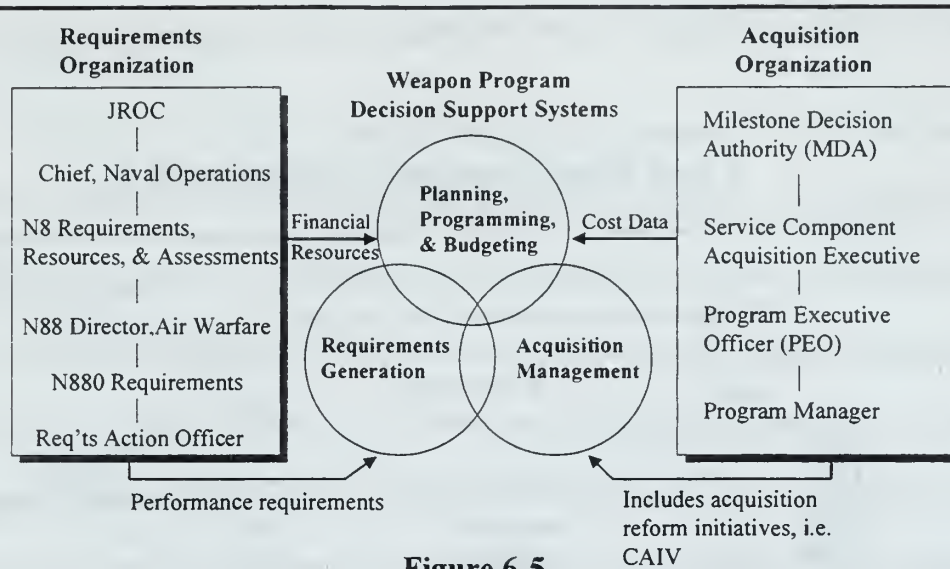 Requirements
Organization
JROC
Chief, Naval Operations
N8 Requirements,
Resources, & Assessments
N88 Director,Air Warfare
N880 Requirements
Req'ts Action Officer
Performance requirements
Weapon Program
Decision Support Systems
Financial
Resources
Planning,
Programming,
& Budgeting
Requirements
Generation
Acquisition
Management
Cost Data
Acquisition
Organization
Milestone Decision
Authority (MDA)
Service Component
Acquisition Executive
Program Executive
Officer (PEO)
Program Manager
Includes acquisition
reform initiatives, i.e.
CAIV
Figure 6-5